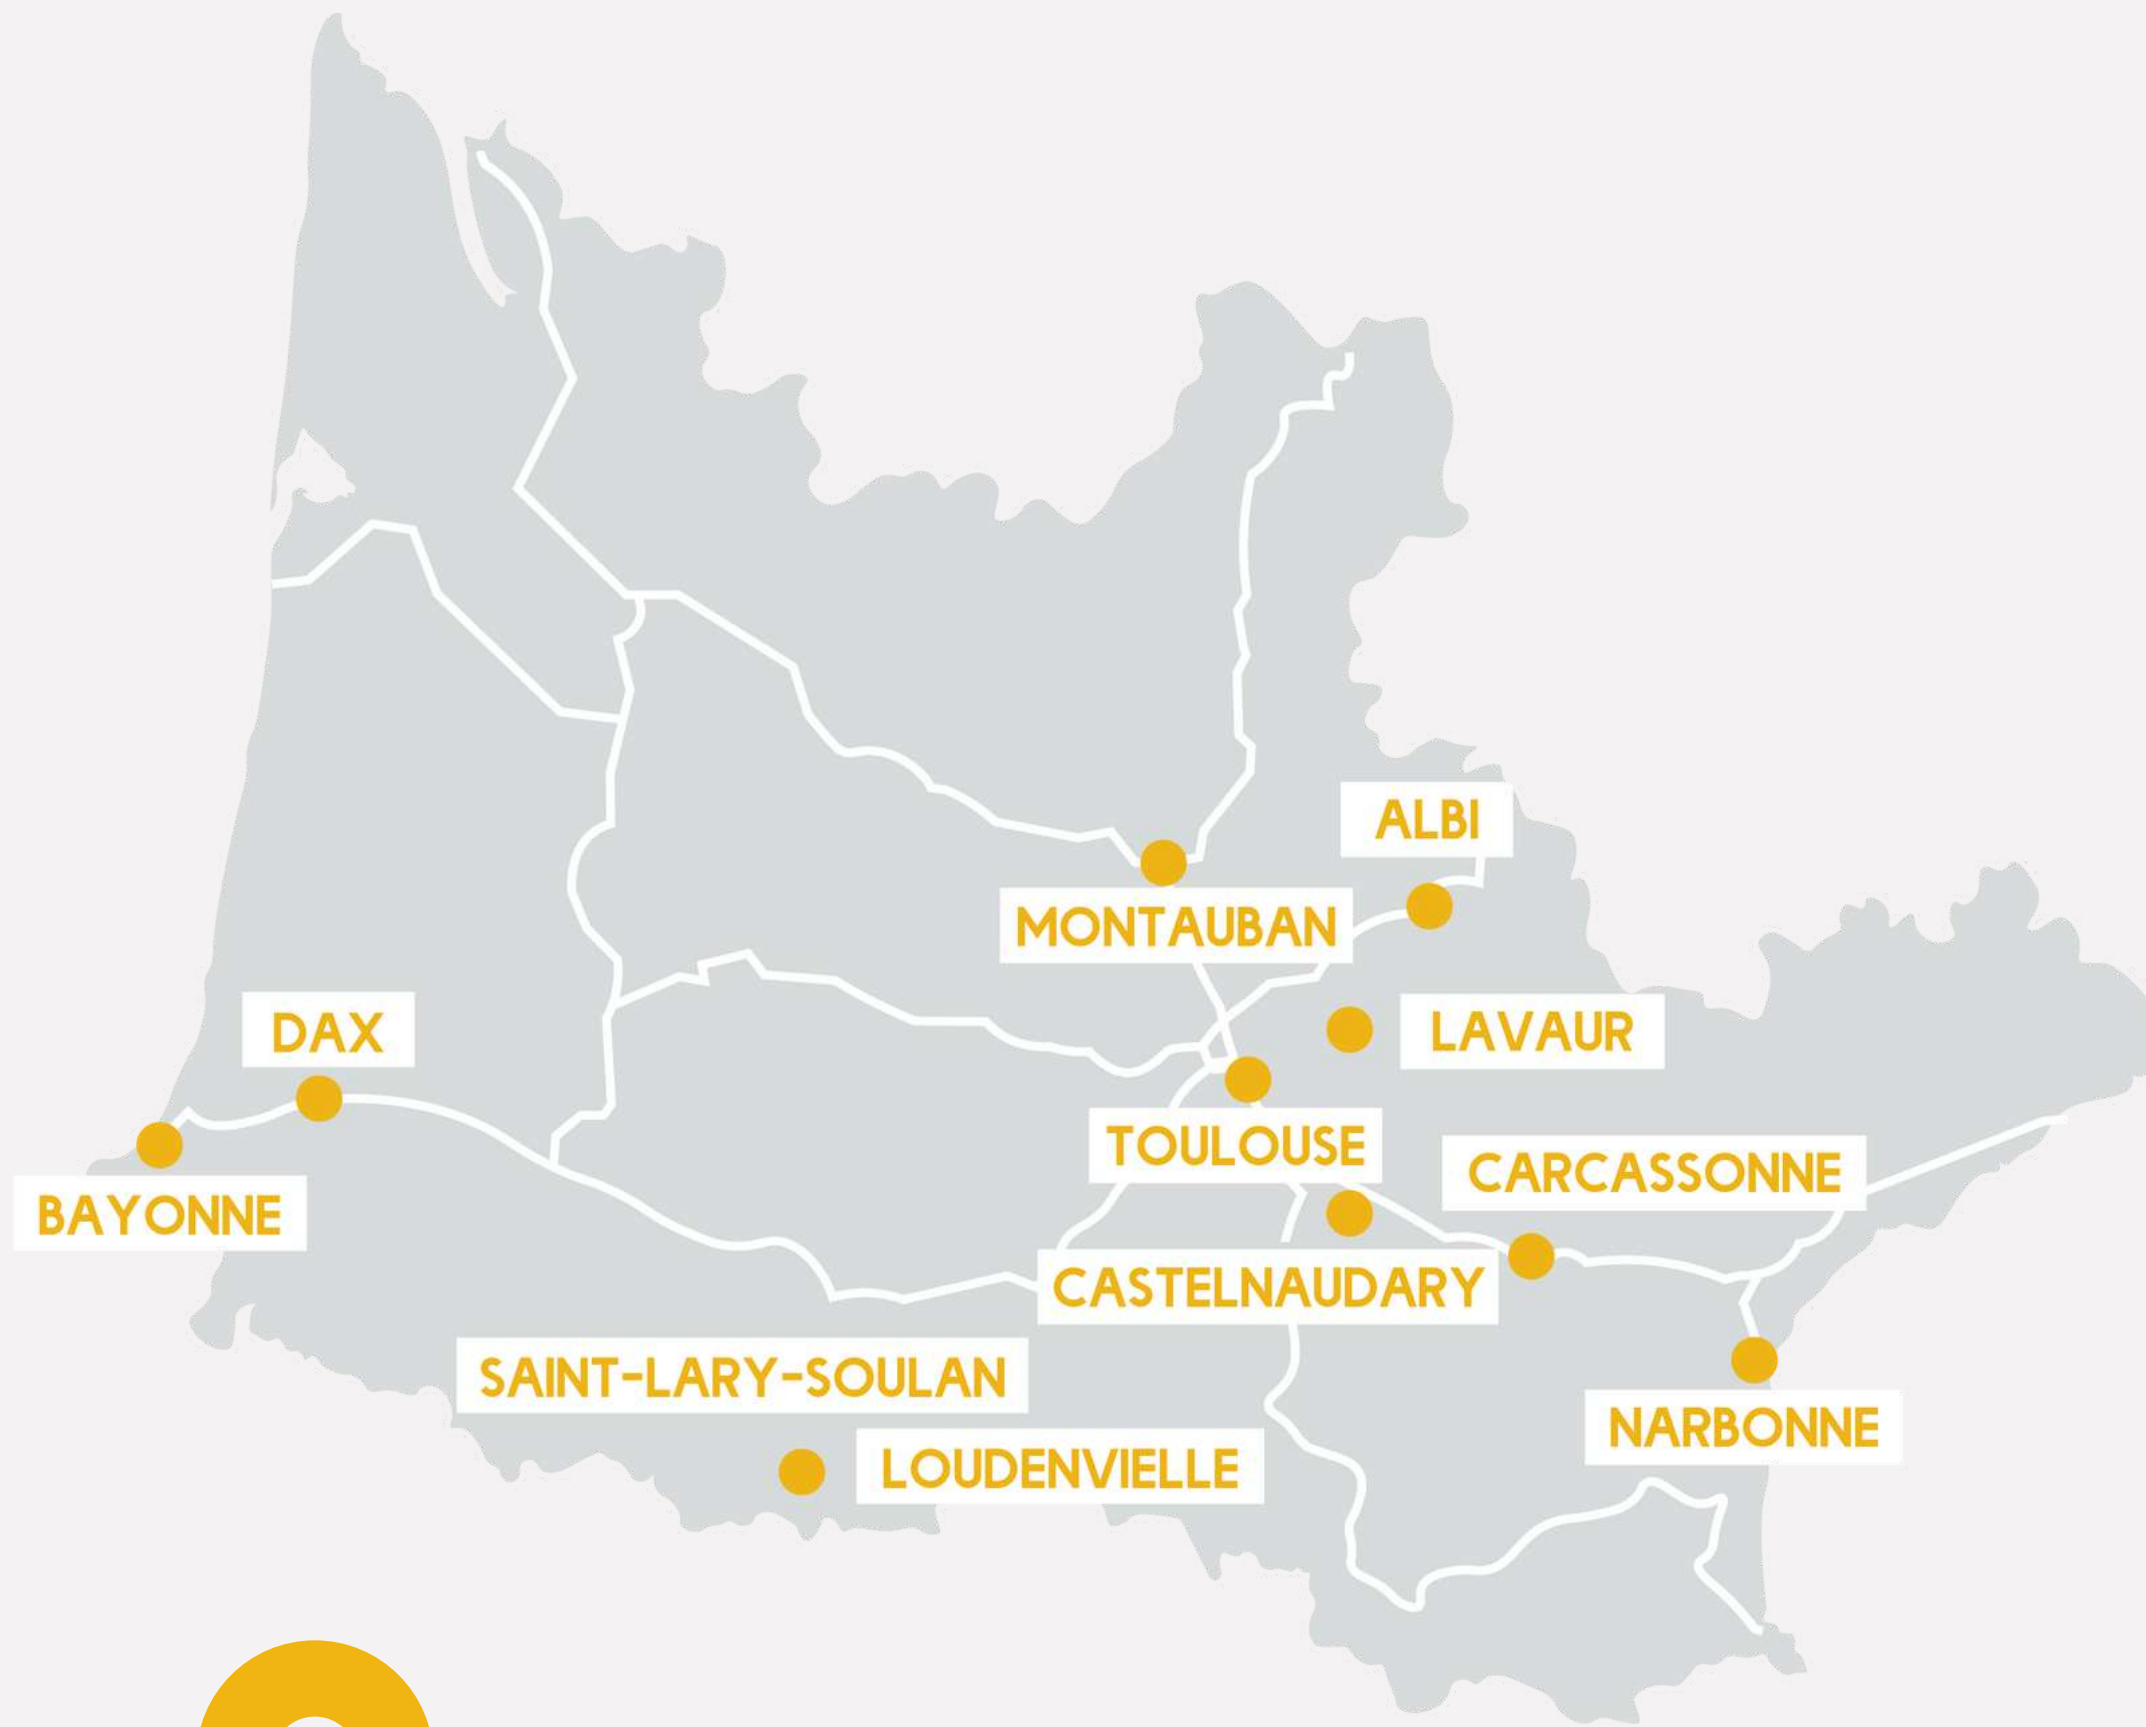 ALBI
MONTAUBAN
DAX
LAVAUR
TOULOUSE
CARCASSONNE
BAYONNE
CASTELNAUDARY
SAINT-LARY-SOULAN
NARBONNE
LOUDENVIELLE